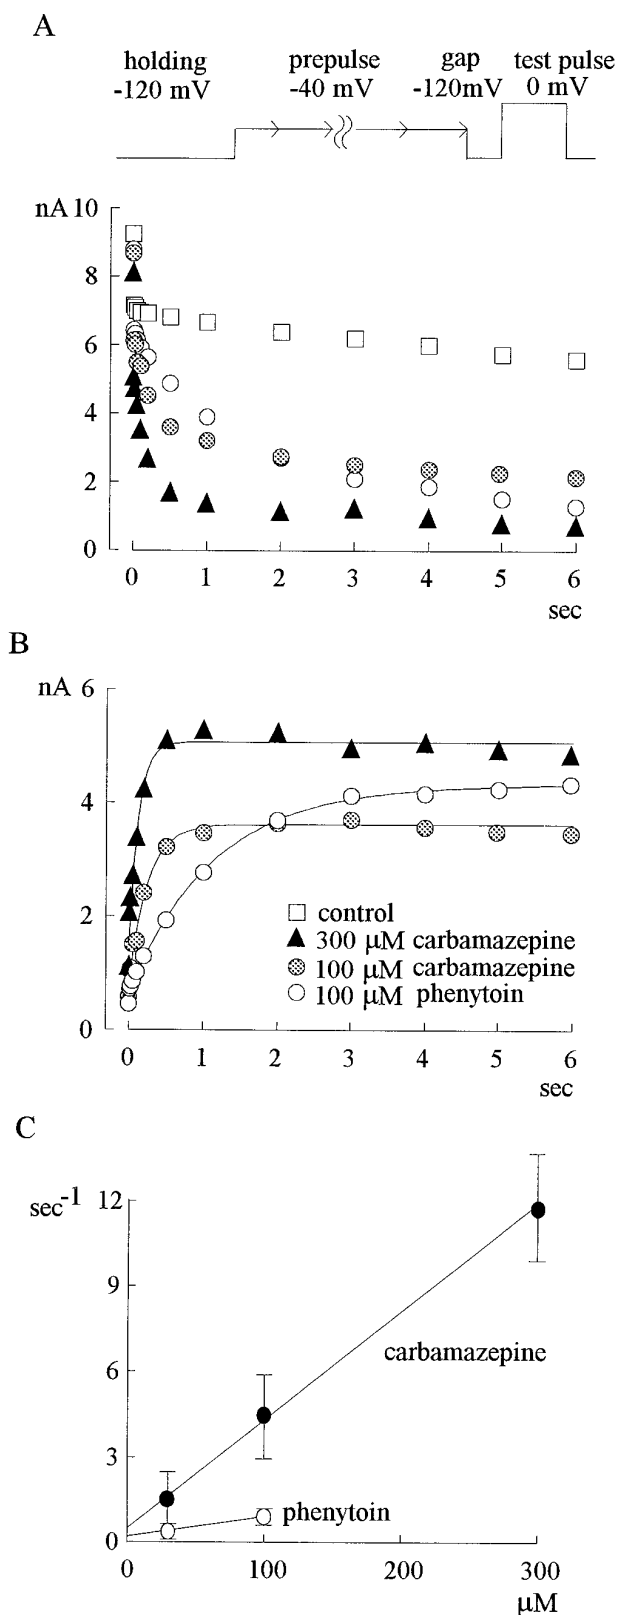 A
holding prepulse gap test pulse
-120 mV -40 mV -120mV 0 mV
nA 10
8
6
4
2
0
0 1 2 3 4 5 6
sec
B
nA 6
4
2
0
control
300 μM carbamazepine
100 μM carbamazepine
100 μM phenytoin
0 1 2 3 4 5 6
sec
C
sec-1 12
9
6
3
0
carbamazepine
phenytoin
0 100 200 300
μM